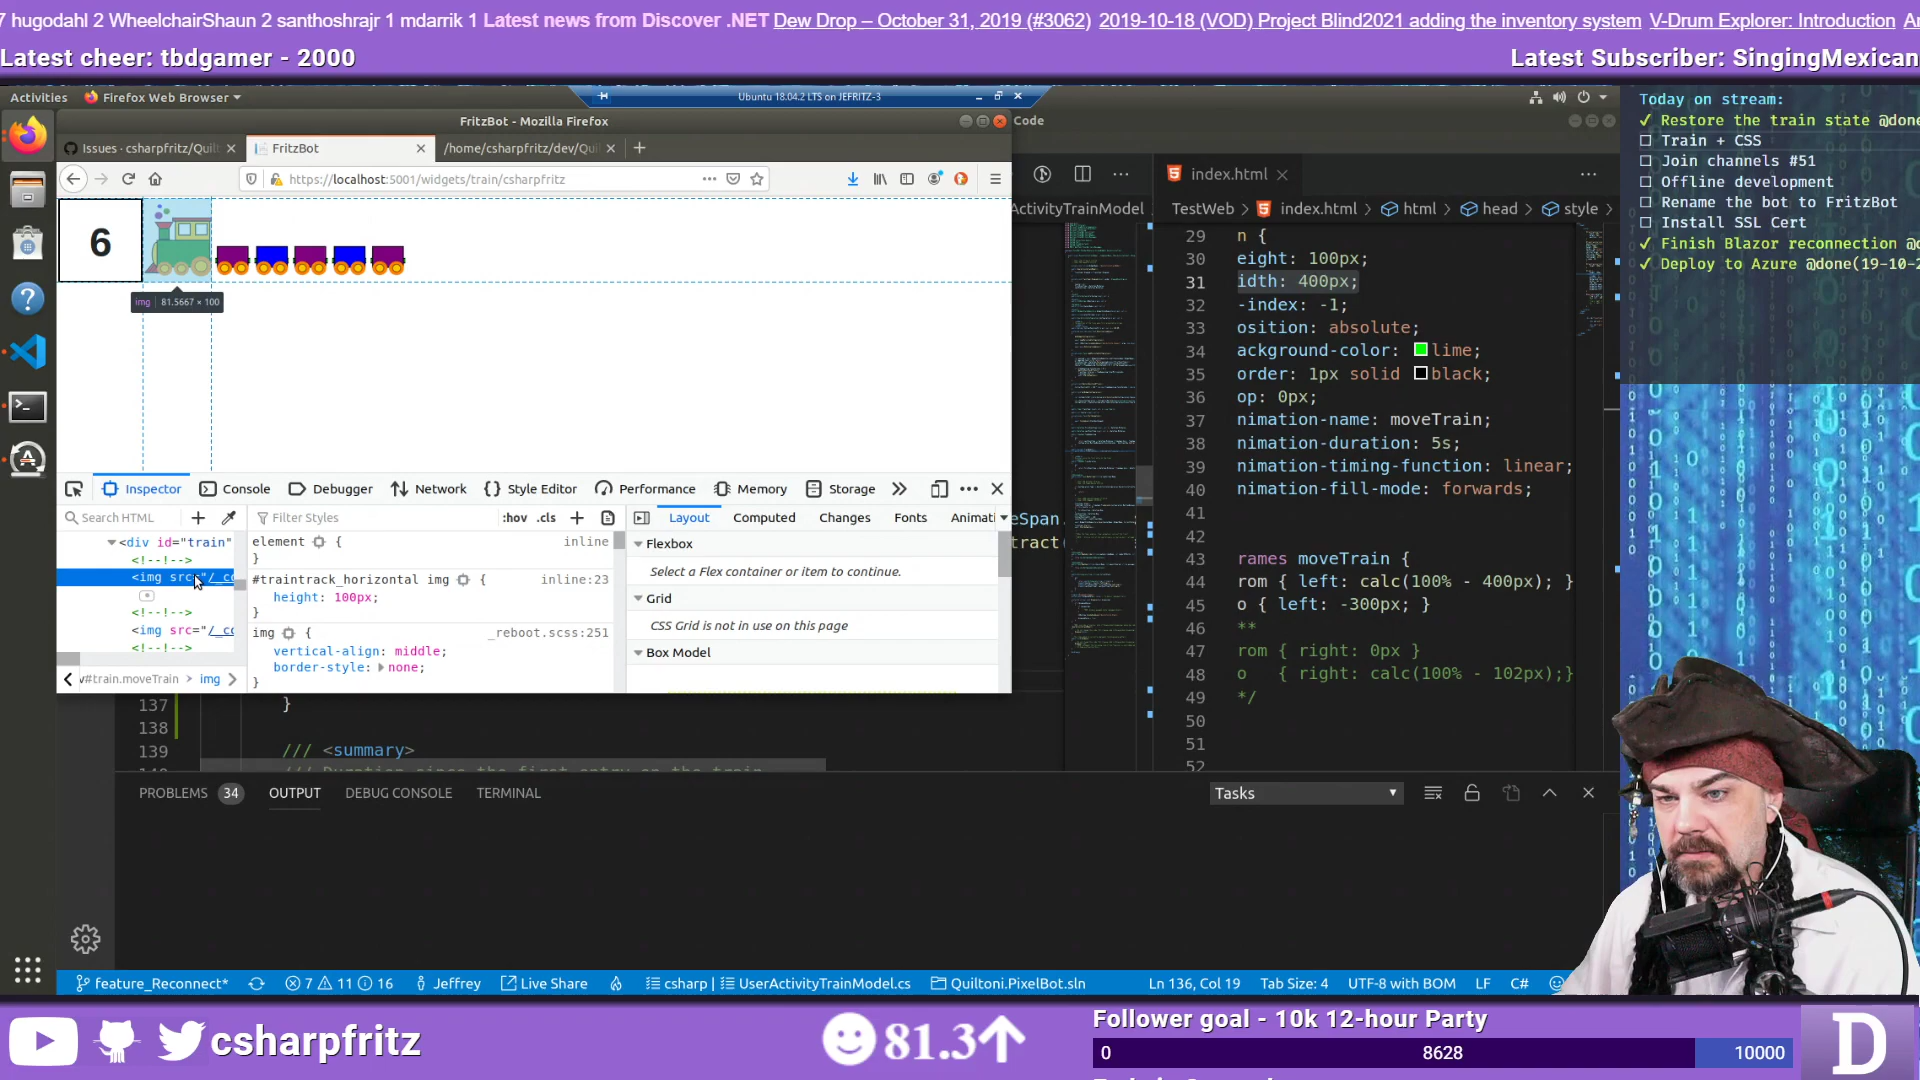 7 hugodahl 2 WheelchairShaun 2 santhoshrajr 1 mdarrik 1 Latest news from Discover .NET Dew Drop – October 31, 2019 (#3062) 2019-10-18 (VOD) Project Blind2021 adding the inventory system V-Drum Explorer: Introduction
Latest cheer: tbdgamer - 2000
Latest Subscriber: SingingMexican
Activities
Firefox Web Browser
Ubuntu 18.04.2 LTS on JEFRITZ-3
FritzBot - Mozilla Firefox
Code
Issues · csharpfritz/Quilt
FritzBot
/home/csharpfritz/dev/Qu
https://localhost:5001/widgets/train/csharpfritz
6
img 81.5667 × 100
Inspector
Console
Debugger
Network
Style Editor
Performance
Memory
Storage
Search HTML
Filter Styles
:hov .cls
Layout
Computed
Changes
Fonts
Animati
<div id="train"
<!--!-->
<img src="/_co
<!--!-->
<img src="/_co
<!--!-->
#train.moveTrain > img
element {
inline
}
#traintrack_horizontal img {
inline:23
height: 100px;
}
img {
_reboot.scss:251
vertical-align: middle;
border-style: none;
}
Flexbox
Select a Flex container or item to continue.
Grid
CSS Grid is not in use on this page
Box Model
ActivityTrainModel
eSpan.
tract(
137 }
138
139 /// <summary>
index.html
TestWeb > index.html > html > head > style
29 n {
30 eight: 100px;
31 idth: 400px;
32 -index: -1;
33 osition: absolute;
34 ackground-color: lime;
35 order: 1px solid black;
36 op: 0px;
37 nimation-name: moveTrain;
38 nimation-duration: 5s;
39 nimation-timing-function: linear;
40 nimation-fill-mode: forwards;
41
42
43 rames moveTrain {
44 rom { left: calc(100% - 400px); }
45 o { left: -300px; }
46 **
47 rom { right: 0px }
48 o { right: calc(100% - 102px);}
49 */
50
51
52
PROBLEMS 34
OUTPUT
DEBUG CONSOLE
TERMINAL
Tasks
feature_Reconnect*
7 11 16
Jeffrey
Live Share
csharp | UserActivityTrainModel.cs
Quiltoni.PixelBot.sln
Ln 136, Col 19
Tab Size: 4
UTF-8 with BOM
LF
C#
Today on stream:
✓ Restore the train state @done
☐ Train + CSS
☐ Join channels #51
☐ Offline development
☐ Rename the bot to FritzBot
☐ Install SSL Cert
✓ Finish Blazor reconnection @d
✓ Deploy to Azure @done(19-10-2
csharpfritz
81.3
Follower goal - 10k 12-hour Party
0
8628
10000
D